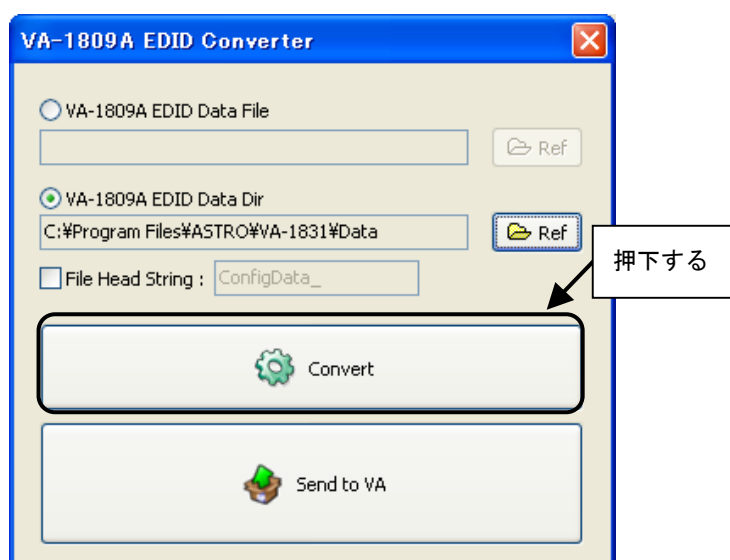 VA-1809A EDID Converter
VA-1809A EDID Data File
Ref
VA-1809A EDID Data Dir
C:¥Program Files¥ASTRO¥VA-1831¥Data
Ref
押下する
File Head String :
ConfigData_
Convert
Send to VA